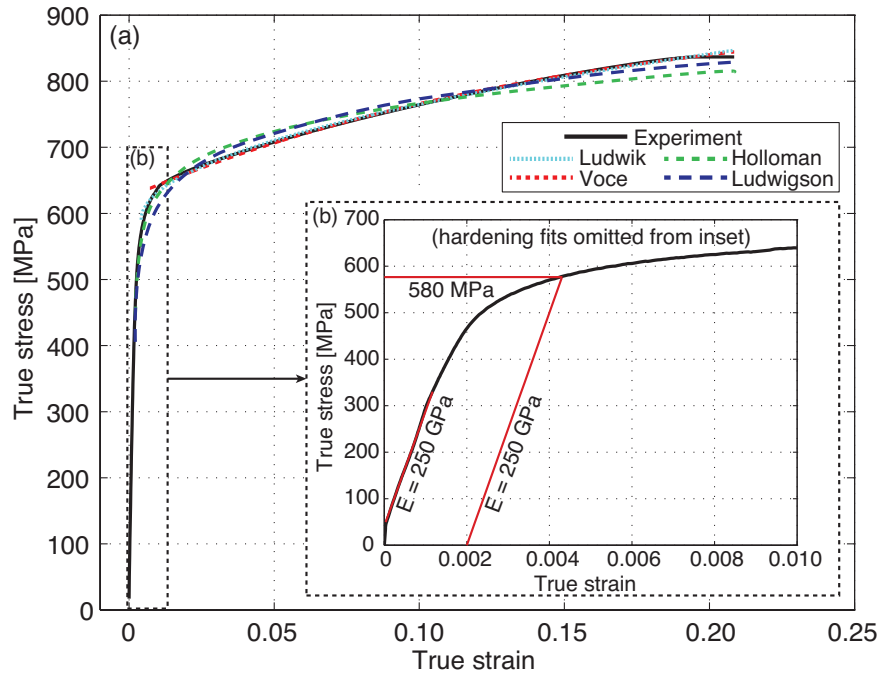 (a)
900
800
700
600
500
400
300
200
100
0
True stress [MPa]
0
0.05
0.10
0.15
0.20
0.25
True strain
(b)
Experiment
Ludwik
Holloman
Voce
Ludwigson
(b)
(hardening fits omitted from inset)
700
600
500
400
300
200
100
0
True stress [MPa]
580 MPa
E = 250 GPa
E = 250 GPa
0
0.002
0.004
0.006
0.008
0.010
True strain